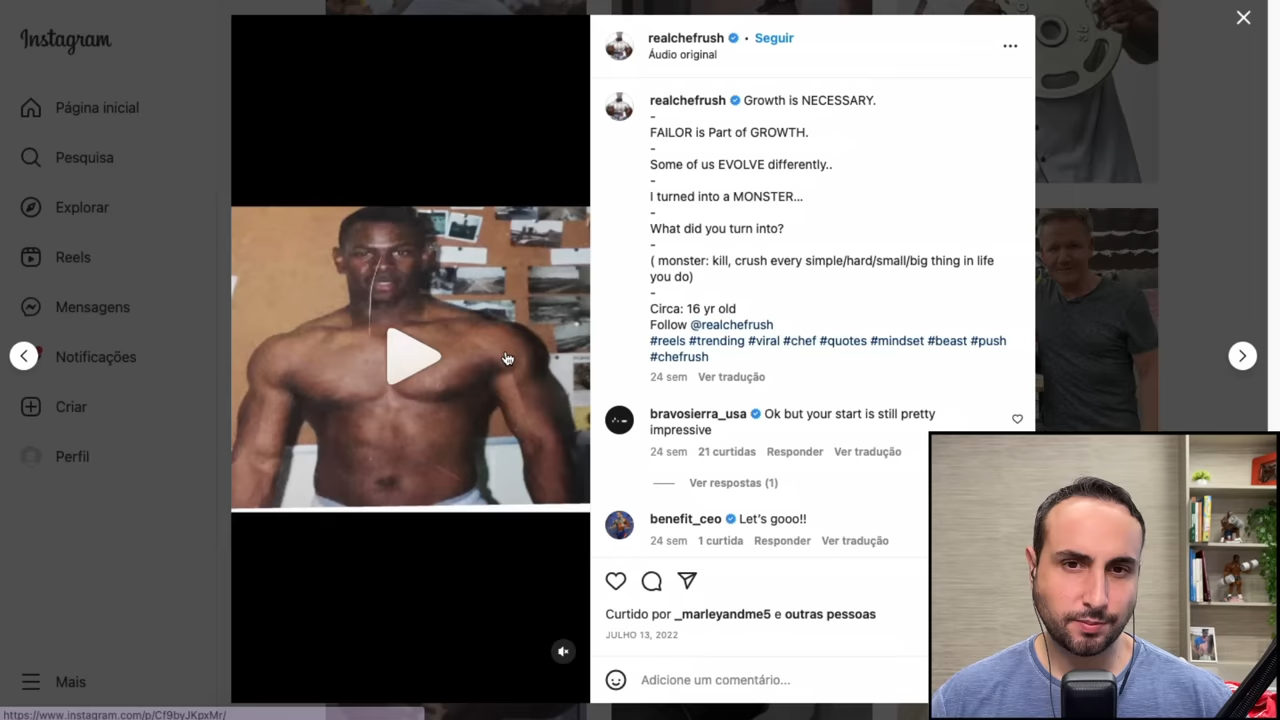 Instagram
Página inicial
Pesquisa
Explorar
Reels
Mensagens
Notificações
Criar
Perfil
Mais
https://www.instagram.com/p/Cf9byJKpxMr/
realchefrush • Seguir
Áudio original
realchefrush Growth is NECESSARY.
-
FAILOR is Part of GROWTH.
-
Some of us EVOLVE differently..
-
I turned into a MONSTER...
-
What did you turn into?
-
( monster: kill, crush every simple/hard/small/big thing in life
you do)
-
Circa: 16 yr old
Follow @realchefrush
#reels #trending #viral #chef #quotes #mindset #beast #push
#chefrush
24 sem Ver tradução
bravosierra_usa Ok but your start is still pretty
impressive
24 sem 21 curtidas Responder Ver tradução
Ver respostas (1)
benefit_ceo Let's gooo!!
24 sem 1 curtida Responder Ver tradução
Curtido por _marleyandme5 e outras pessoas
JULHO 13, 2022
Adicione um comentário...